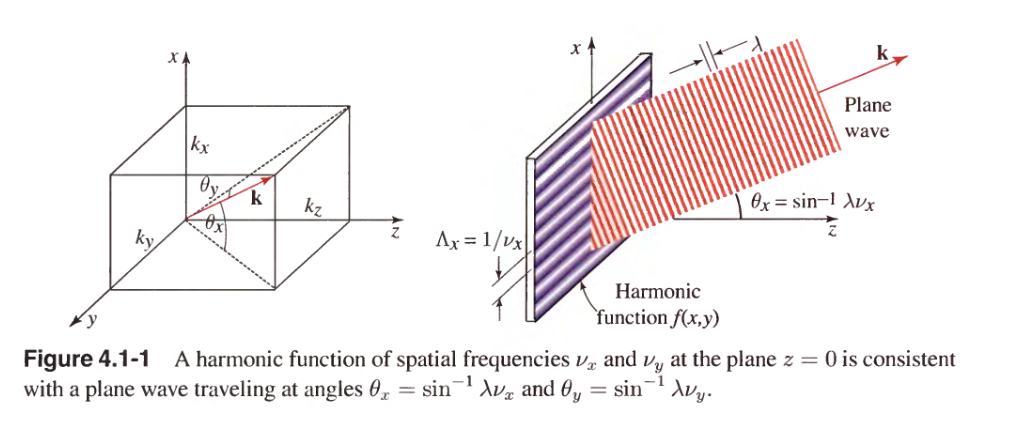 x
kx
θy
k
kz
θx
ky
z
y
x
λ
k
Plane
wave
θx = sin−1 λνx
z
Λx = 1/νx
Harmonic
function f(x,y)
Figure 4.1-1 A harmonic function of spatial frequencies νx and νy at the plane z = 0 is consistent
with a plane wave traveling at angles θx = sin−1 λνx and θy = sin−1 λνy.